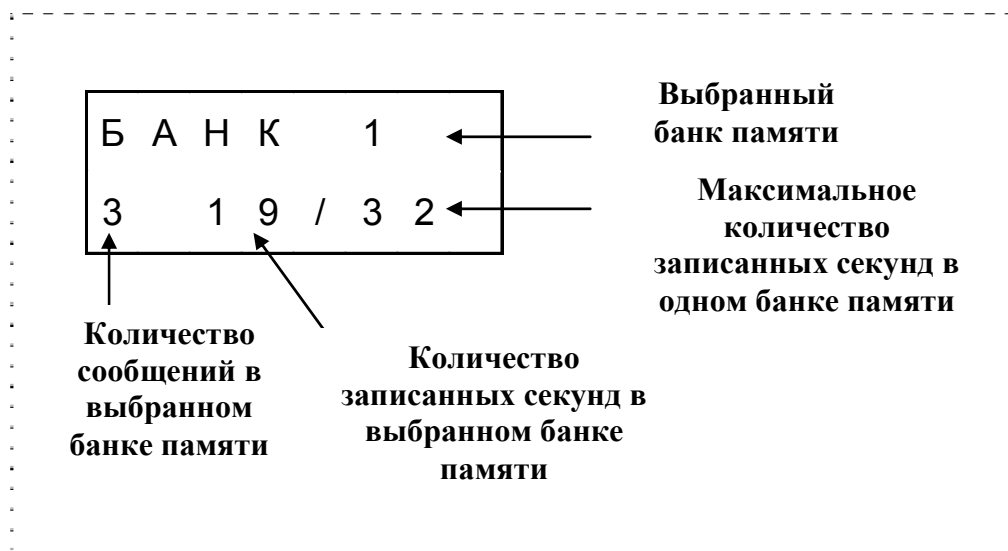 БАНК 1
3 19/32
Выбранный
банк памяти
Максимальное
количество
записанных секунд в
одном банке памяти
Количество
сообщений в
выбранном
банке памяти
Количество
записанных секунд в
выбранном банке
памяти